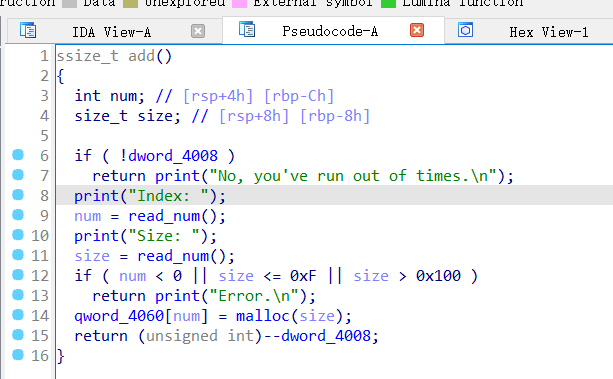 ruction Data Unexplored External symbol Lumina function
IDA View-A Pseudocode-A Hex View-1
1 ssize_t add()
2 {
3 int num; // [rsp+4h] [rbp-Ch]
4 size_t size; // [rsp+8h] [rbp-8h]
5
6 if ( !dword_4008 )
7 return print("No, you've run out of times.\n");
8 print("Index: ");
9 num = read_num();
10 print("Size: ");
11 size = read_num();
12 if ( num < 0 || size <= 0xF || size > 0x100 )
13 return print("Error.\n");
14 qword_4060[num] = malloc(size);
15 return (unsigned int)--dword_4008;
16 }